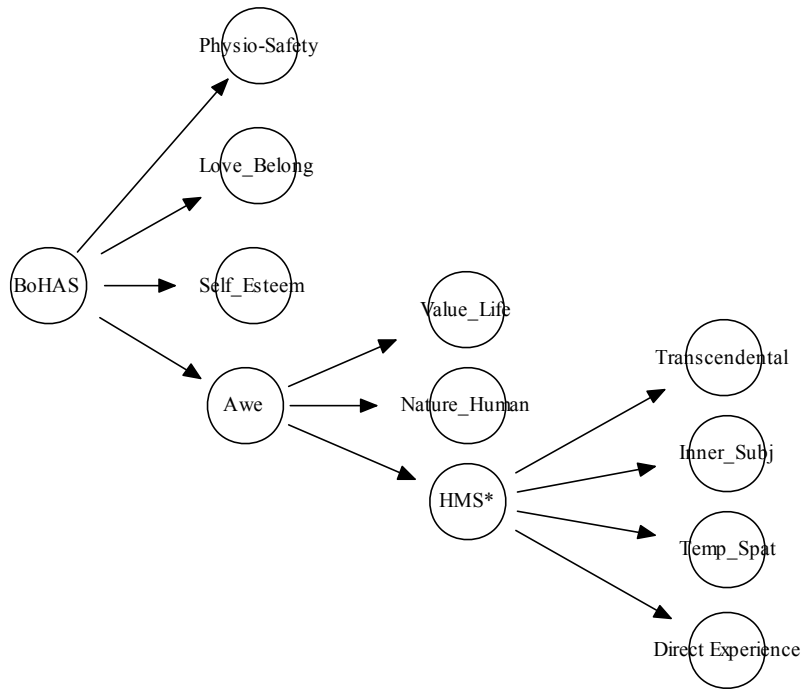 Physio-Safety
Love_Belong
BoHAS
Self_Esteem
Value_Life
Transcendental
Awe
Nature_Human
Inner_Subj
HMS*
Temp_Spat
Direct Experience